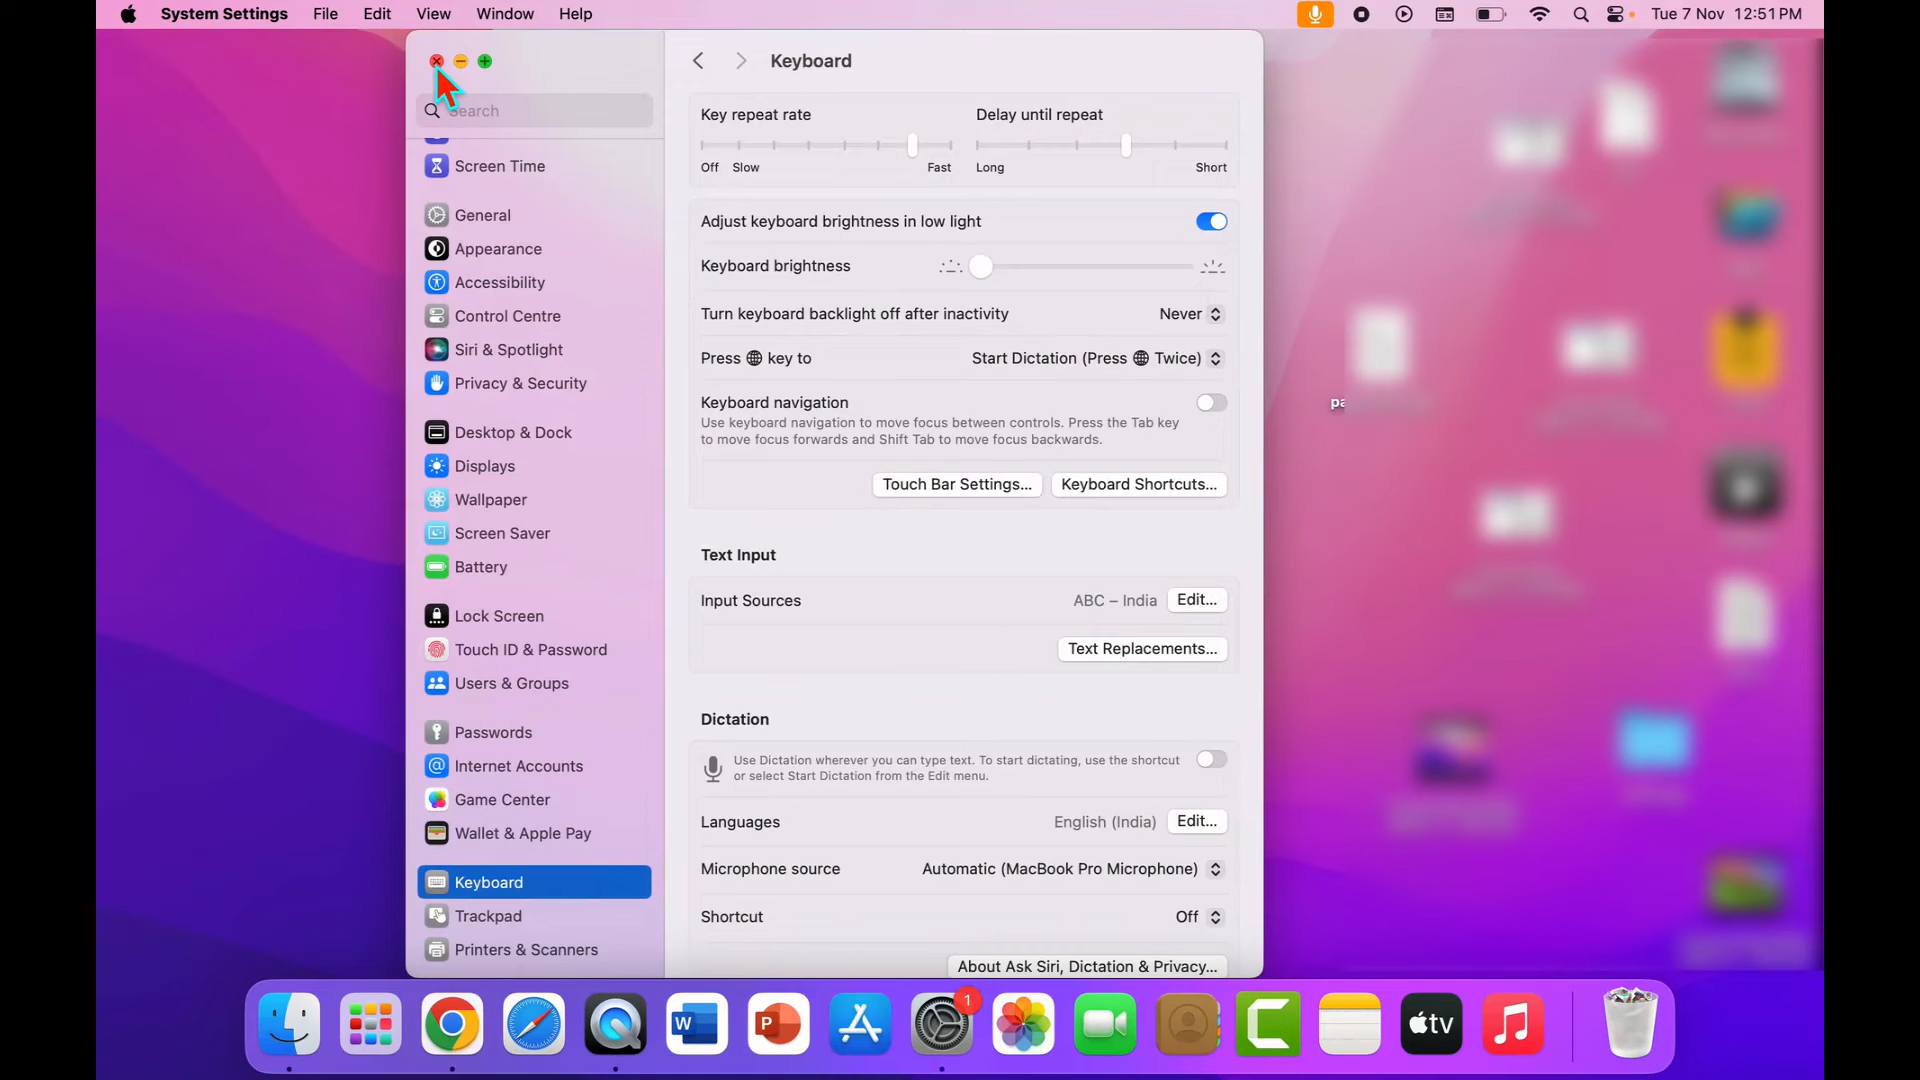 System Settings File Edit View Window Help Tue 7 Nov 12:51 PM
Search
Screen Time
General
Appearance
Accessibility
Control Centre
Siri & Spotlight
Privacy & Security
Desktop & Dock
Displays
Wallpaper
Screen Saver
Battery
Lock Screen
Touch ID & Password
Users & Groups
Passwords
Internet Accounts
Game Center
Wallet & Apple Pay
Keyboard
Trackpad
Printers & Scanners
Keyboard
Key repeat rate Delay until repeat
Off Slow Fast Long Short
Adjust keyboard brightness in low light
Keyboard brightness
Turn keyboard backlight off after inactivity Never
Press key to Start Dictation (Press Twice)
Keyboard navigation
Use keyboard navigation to move focus between controls. Press the Tab key
to move focus forwards and Shift Tab to move focus backwards.
Touch Bar Settings... Keyboard Shortcuts...
Text Input
Input Sources ABC – India Edit...
Text Replacements...
Dictation
Use Dictation wherever you can type text. To start dictating, use the shortcut
or select Start Dictation from the Edit menu.
Languages English (India) Edit...
Microphone source Automatic (MacBook Pro Microphone)
Shortcut Off
About Ask Siri, Dictation & Privacy...
pa
W P 1 tv